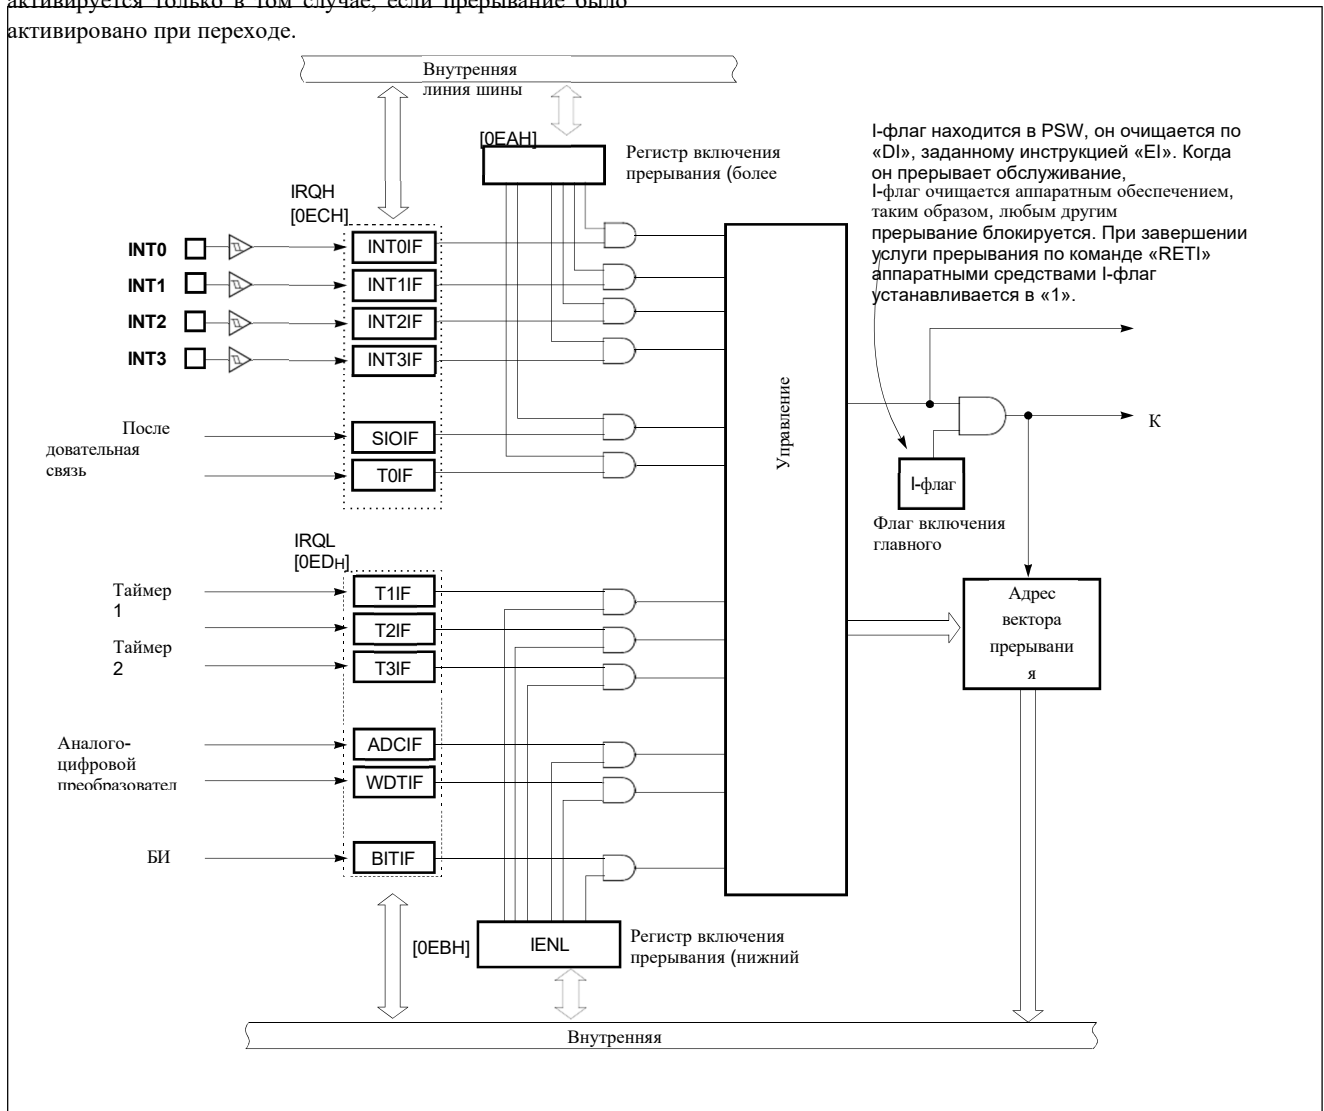 активируется только в том случае, если прерывание было
активировано при переходе.
Внутренняя
линия шины
[0EAH]
Регистр включения
прерывания (более
I-флаг находится в PSW, он очищается по
«DI», заданному инструкцией «EI». Когда
он прерывает обслуживание,
I-флаг очищается аппаратным обеспечением,
таким образом, любым другим
прерывание блокируется. При завершении
услуги прерывания по команде «RETI»
аппаратными средствами I-флаг
устанавливается в «1».
IRQH
[0ECH]
INT0
INT0IF
INT1
INT1IF
INT2
INT2IF
INT3
INT3IF
После
довательная
связь
SIOIF
T0IF
Управление
К
I-флаг
Флаг включения
главного
IRQL
[0EDH]
Таймер
1
T1IF
T2IF
Таймер
2
T3IF
Адрес
вектора
прерывани
я
Аналого-
цифровой
преобразовател
ADCIF
WDTIF
БИ
BITIF
[0EBH]
IENL
Регистр включения
прерывания (нижний
Внутренняя